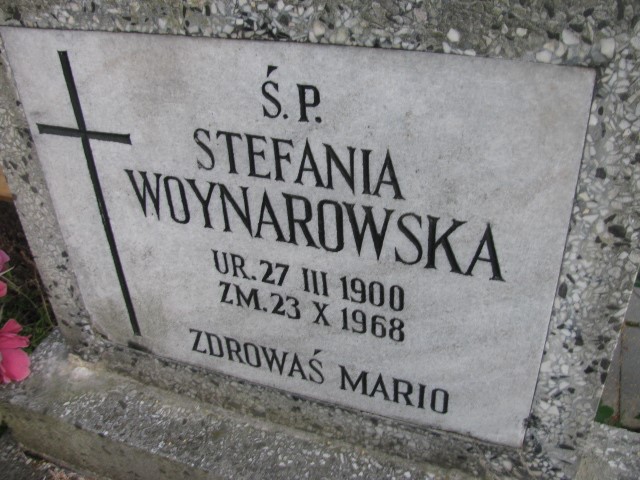 Ś.P.
STEFANIA
WOYNAROWSKA
UR. 27 III 1900
ZM. 23 X 1968
ZDROWAŚ MARIO